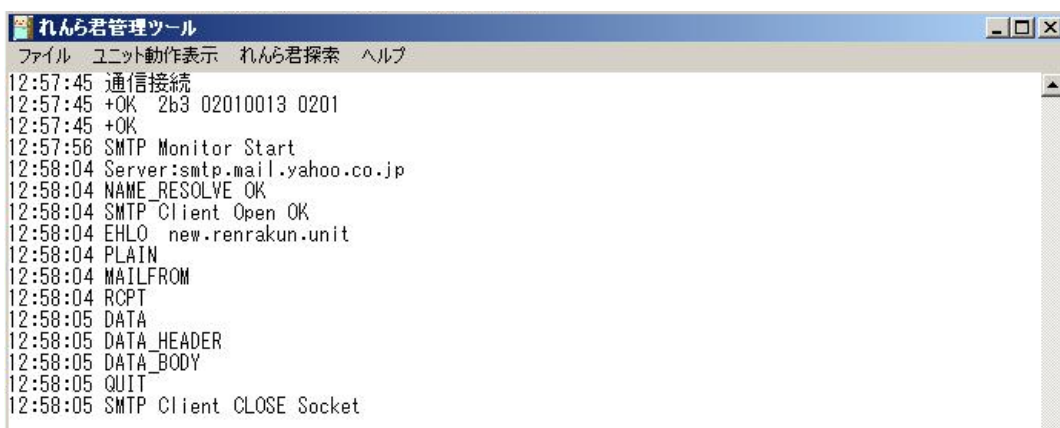 れんら君管理ツール
ファイル ユニット動作表示 れんら君探索 ヘルプ
12:57:45 通信接続
12:57:45 +OK 2b3 02010013 0201
12:57:45 +OK
12:57:56 SMTP Monitor Start
12:58:04 Server:smtp.mail.yahoo.co.jp
12:58:04 NAME_RESOLVE OK
12:58:04 SMTP Client Open OK
12:58:04 EHLO new.renrakun.unit
12:58:04 PLAIN
12:58:04 MAILFROM
12:58:04 RCPT
12:58:05 DATA
12:58:05 DATA_HEADER
12:58:05 DATA_BODY
12:58:05 QUIT
12:58:05 SMTP Client CLOSE Socket